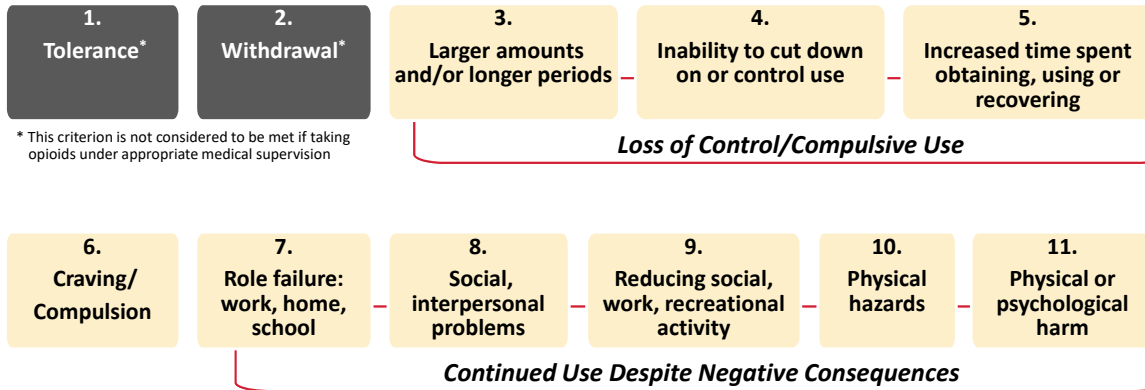 1.
Tolerance*
2.
Withdrawal*
3.
Larger amounts
and/or longer periods
4.
Inability to cut down
on or control use
5.
Increased time spent
obtaining, using or
recovering
* This criterion is not considered to be met if taking
opioids under appropriate medical supervision
Loss of Control/Compulsive Use
6.
Craving/
Compulsion
7.
Role failure:
work, home,
school
8.
Social,
interpersonal
problems
9.
Reducing social,
work, recreational
activity
10.
Physical
hazards
11.
Physical or
psychological
harm
Continued Use Despite Negative Consequences